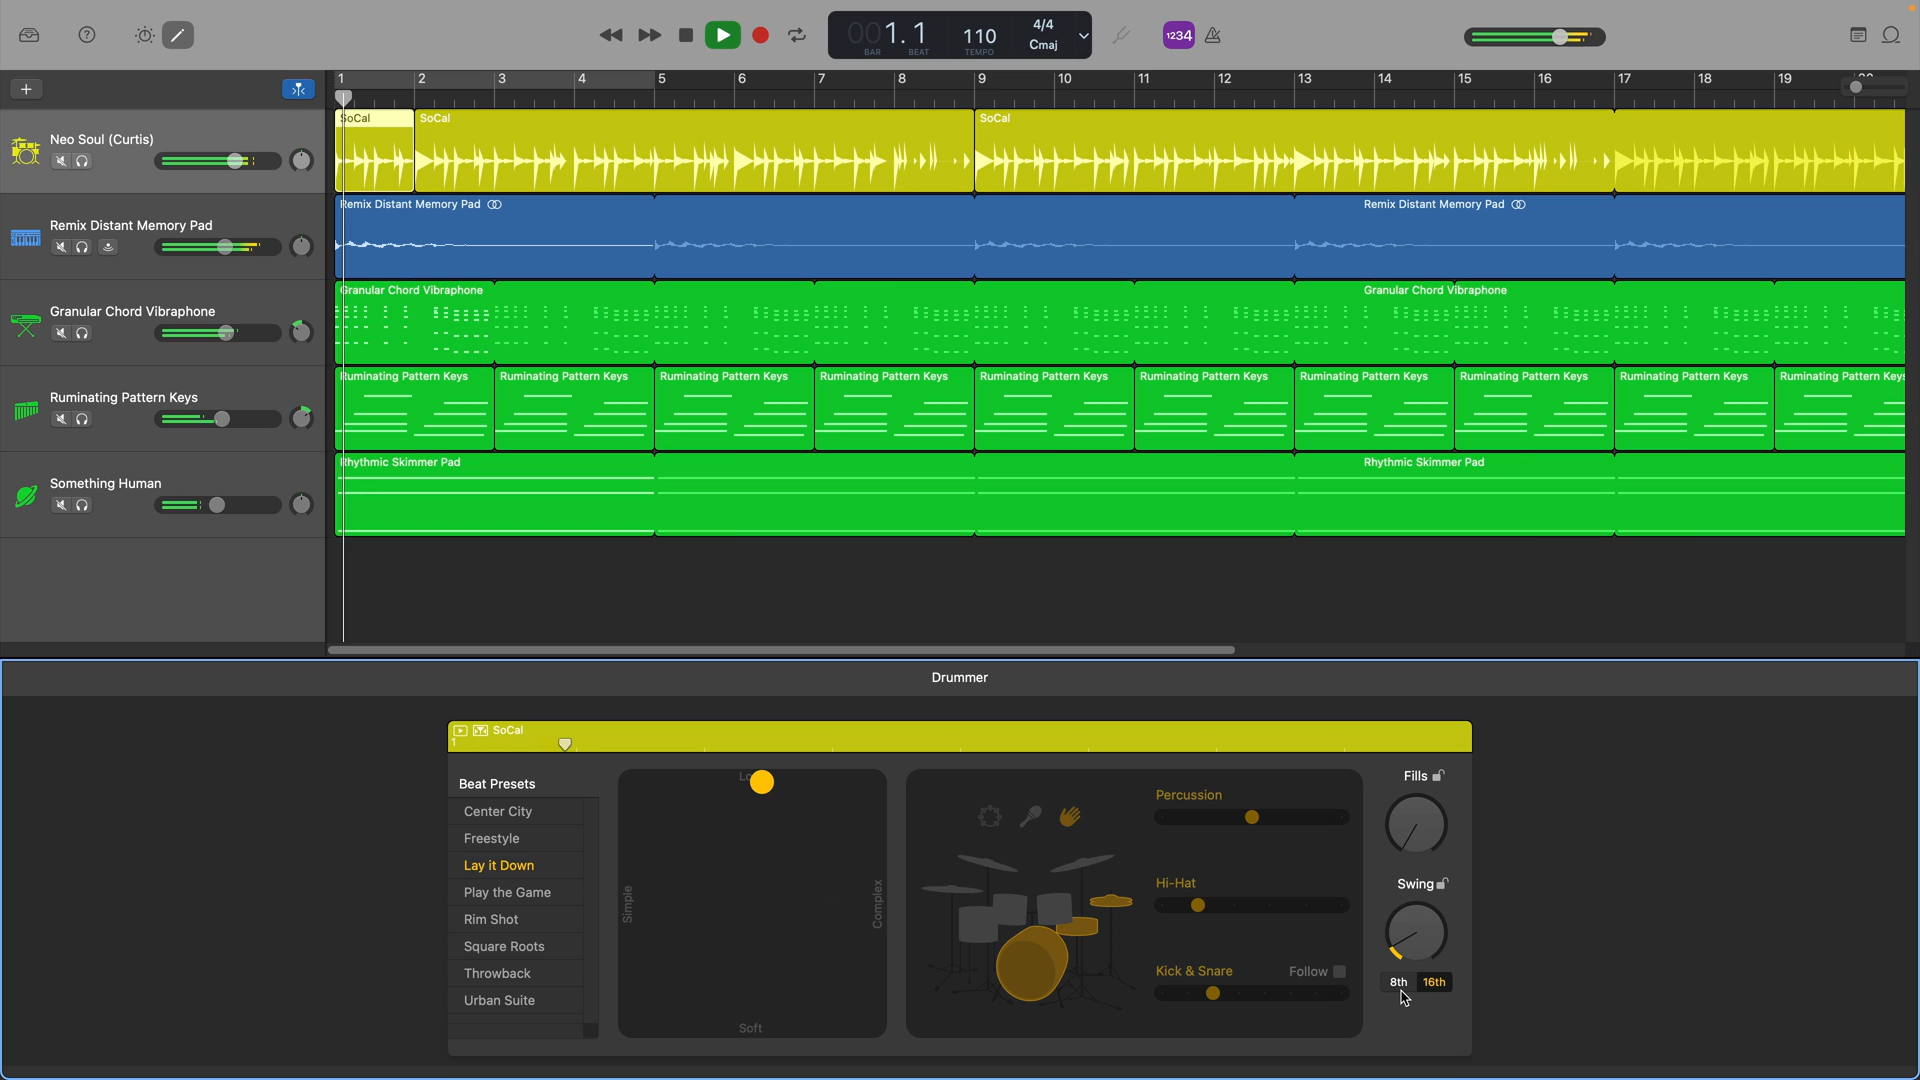 001. 1
BAR
BEAT
110
TEMPO
4/4
Cmaj
1234
1 2 3 4 5 6 7 8 9 10 11 12 13 14 15 16 17 18 19
Neo Soul (Curtis)
SoCal SoCal SoCal
Remix Distant Memory Pad
Remix Distant Memory Pad Remix Distant Memory Pad
Granular Chord Vibraphone
Granular Chord Vibraphone Granular Chord Vibraphone
Ruminating Pattern Keys
Ruminating Pattern Keys Ruminating Pattern Keys Ruminating Pattern Keys Ruminating Pattern Keys Ruminating Pattern Keys Ruminating Pattern Keys Ruminating Pattern Keys Ruminating Pattern Keys Ruminating Pattern Keys Ruminating Pattern Keys
Something Human
Rhythmic Skimmer Pad Rhythmic Skimmer Pad
Drummer
SoCal
1
Beat Presets
Center City
Freestyle
Lay it Down
Play the Game
Rim Shot
Square Roots
Throwback
Urban Suite
Simple
Complex
Soft
Percussion
Hi-Hat
Kick & Snare
Follow
Fills
Swing
8th 16th